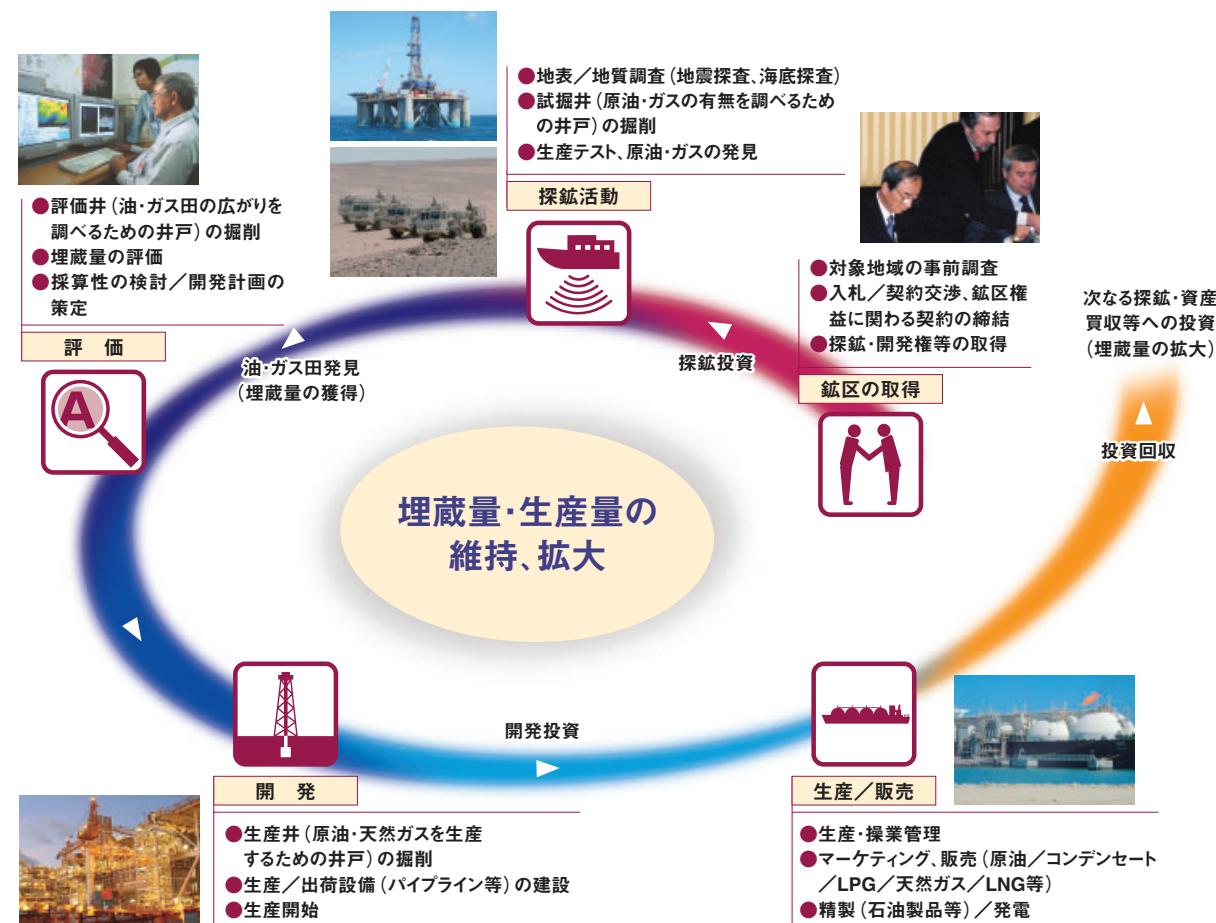 ●地表／地質調査（地震探査、海底探査）
●試掘井（原油・ガスの有無を調べるため
の井戸）の掘削
●生産テスト、原油・ガスの発見
探鉱活動
●評価井（油・ガス田の広がりを
調べるための井戸）の掘削
●埋蔵量の評価
●採算性の検討／開発計画の
策定
評　価
A
油・ガス田発見
（埋蔵量の獲得）
探鉱投資
●対象地域の事前調査
●入札／契約交渉、鉱区権
益に関わる契約の締結
●探鉱・開発権等の取得
鉱区の取得
次なる探鉱・資産
買収等への投資
（埋蔵量の拡大）
投資回収
埋蔵量・生産量の
維持、拡大
開発投資
開　発
●生産井（原油・天然ガスを生産
するための井戸）の掘削
●生産／出荷設備（パイプライン等）の建設
●生産開始
生産／販売
●生産・操業管理
●マーケティング、販売（原油／コンデンセート
／LPG／天然ガス／LNG等）
●精製（石油製品等）／発電